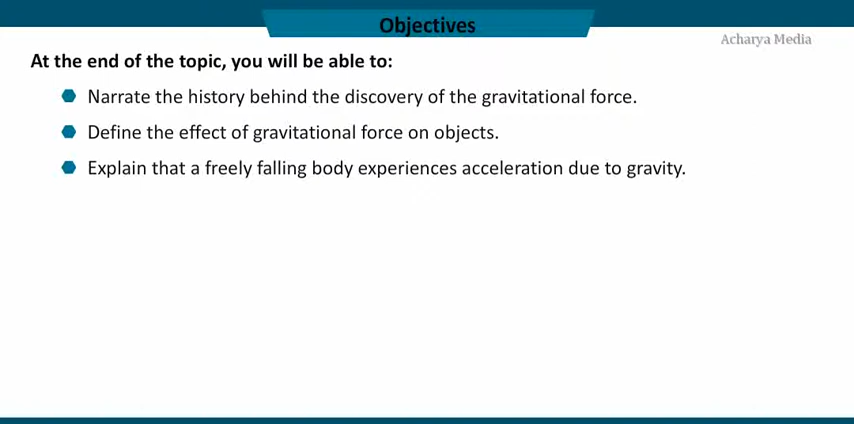 Objectives
Acharya Media
At the end of the topic, you will be able to:
Narrate the history behind the discovery of the gravitational force.
Define the effect of gravitational force on objects.
Explain that a freely falling body experiences acceleration due to gravity.